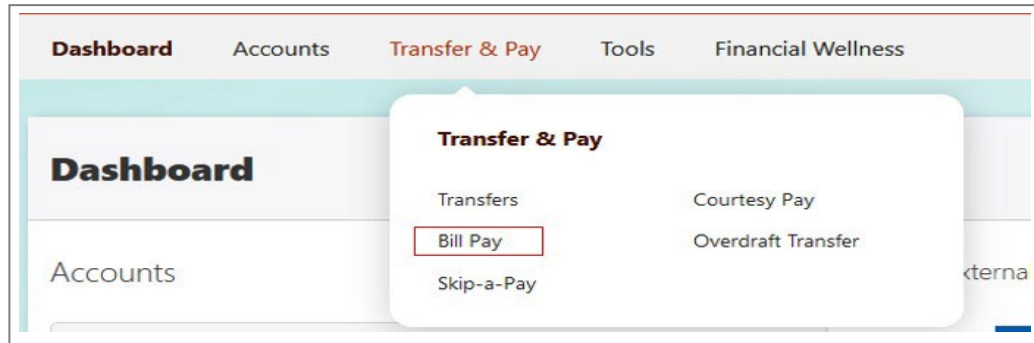 Dashboard Accounts Transfer & Pay Tools Financial Wellness
Transfer & Pay
Dashboard
Transfers Courtesy Pay
Bill Pay Overdraft Transfer
Accounts
Skip-a-Pay